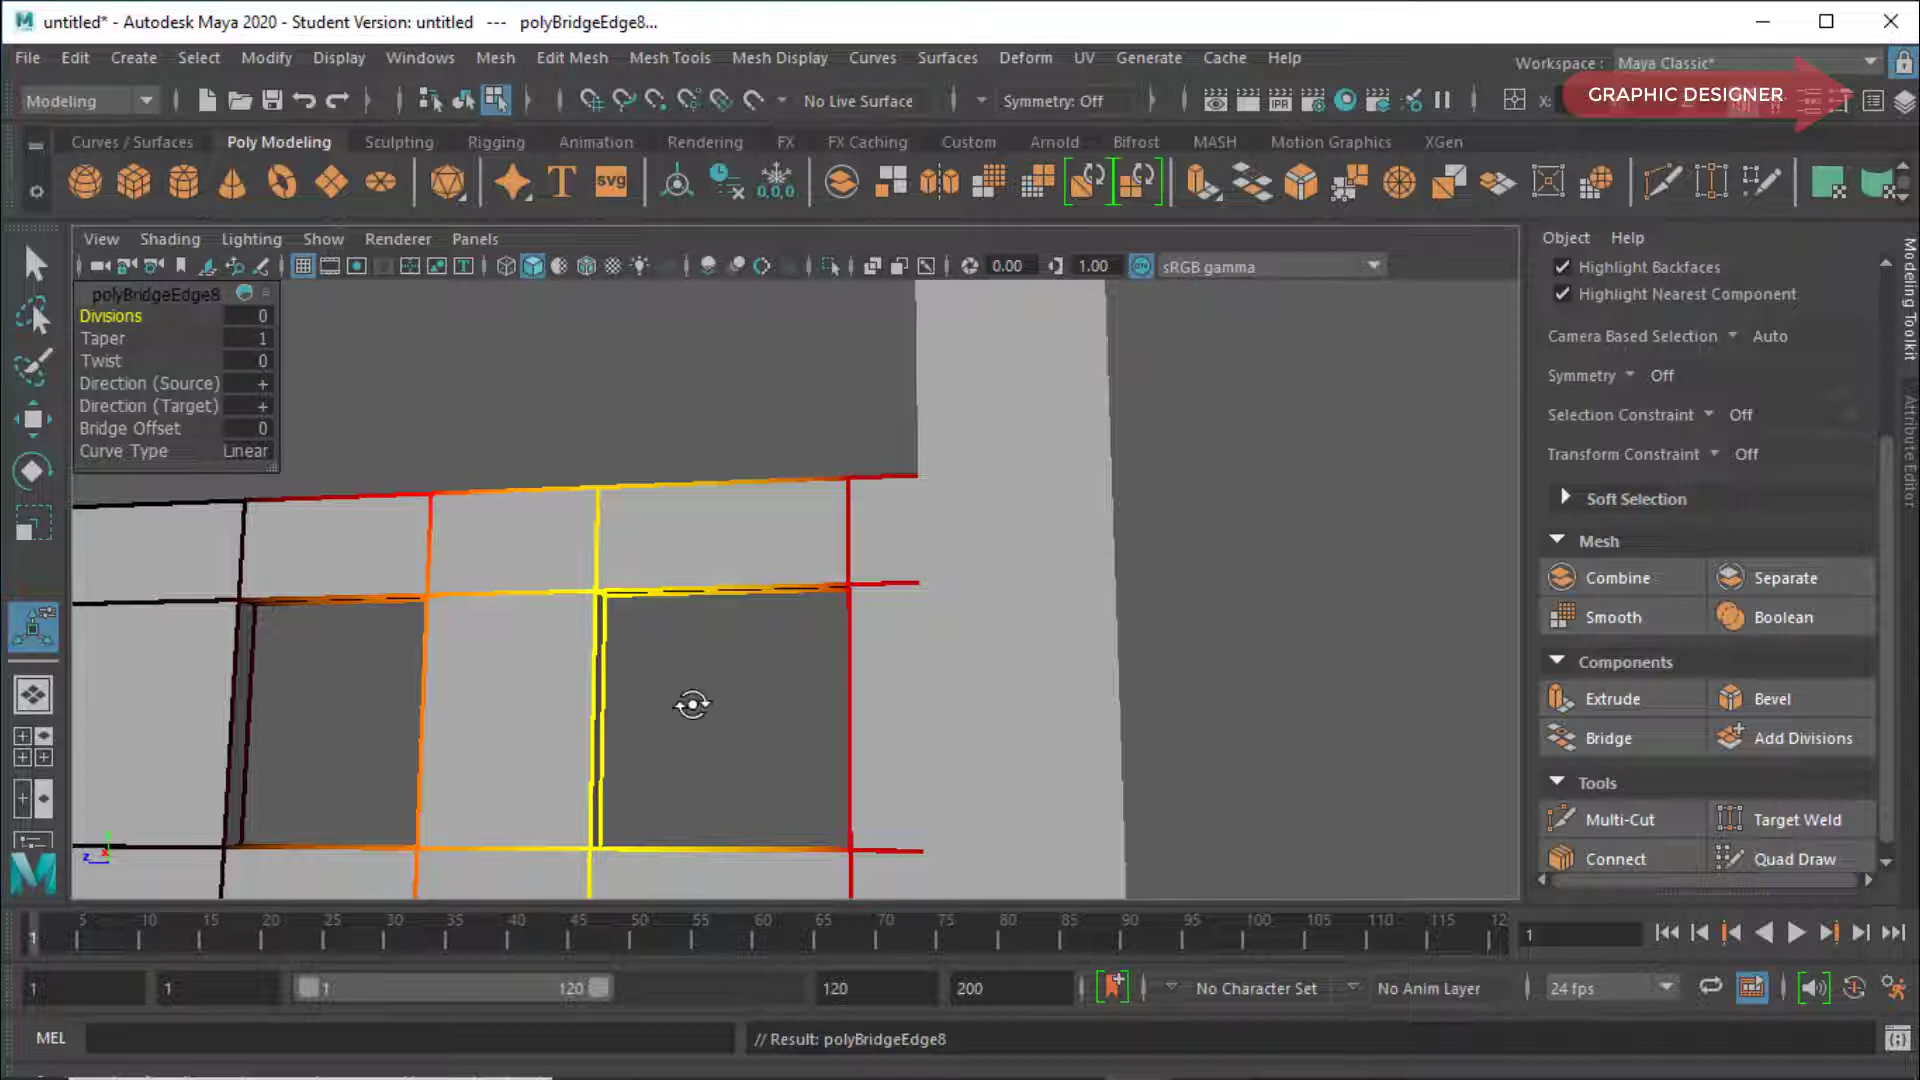 untitled* - Autodesk Maya 2020 - Student Version: untitled --- polyBridgeEdge8...
File Edit Create Select Modify Display Windows Mesh Edit Mesh Mesh Tools Mesh Display Curves Surfaces Deform UV Generate Cache Help
Workspace : Maya Classic*
Modeling No Live Surface Symmetry: Off X:
GRAPHIC DESIGNER
Curves / Surfaces Poly Modeling Sculpting Rigging Animation Rendering FX FX Caching Custom Arnold Bifrost MASH Motion Graphics XGen
T SVG 0,0,0
View Shading Lighting Show Renderer Panels
IPR
0.00 1.00 ON sRGB gamma
polyBridgeEdge8
Divisions 0
Taper 1
Twist 0
Direction (Source) +
Direction (Target) +
Bridge Offset 0
Curve Type Linear
z x
Object Help
Highlight Backfaces
Highlight Nearest Component
Camera Based Selection Auto
Symmetry Off
Selection Constraint Off
Transform Constraint Off
Soft Selection
Mesh
Combine Separate
Smooth Boolean
Components
Extrude Bevel
Bridge Add Divisions
Tools
Multi-Cut Target Weld
Connect Quad Draw
Modeling Toolkit
Attribute Editor
5 10 15 20 25 30 35 40 45 50 55 60 65 70 75 80 85 90 95 100 105 110 115 12
1 1
1 1 1 120 120 200 No Character Set No Anim Layer 24 fps
MEL // Result: polyBridgeEdge8